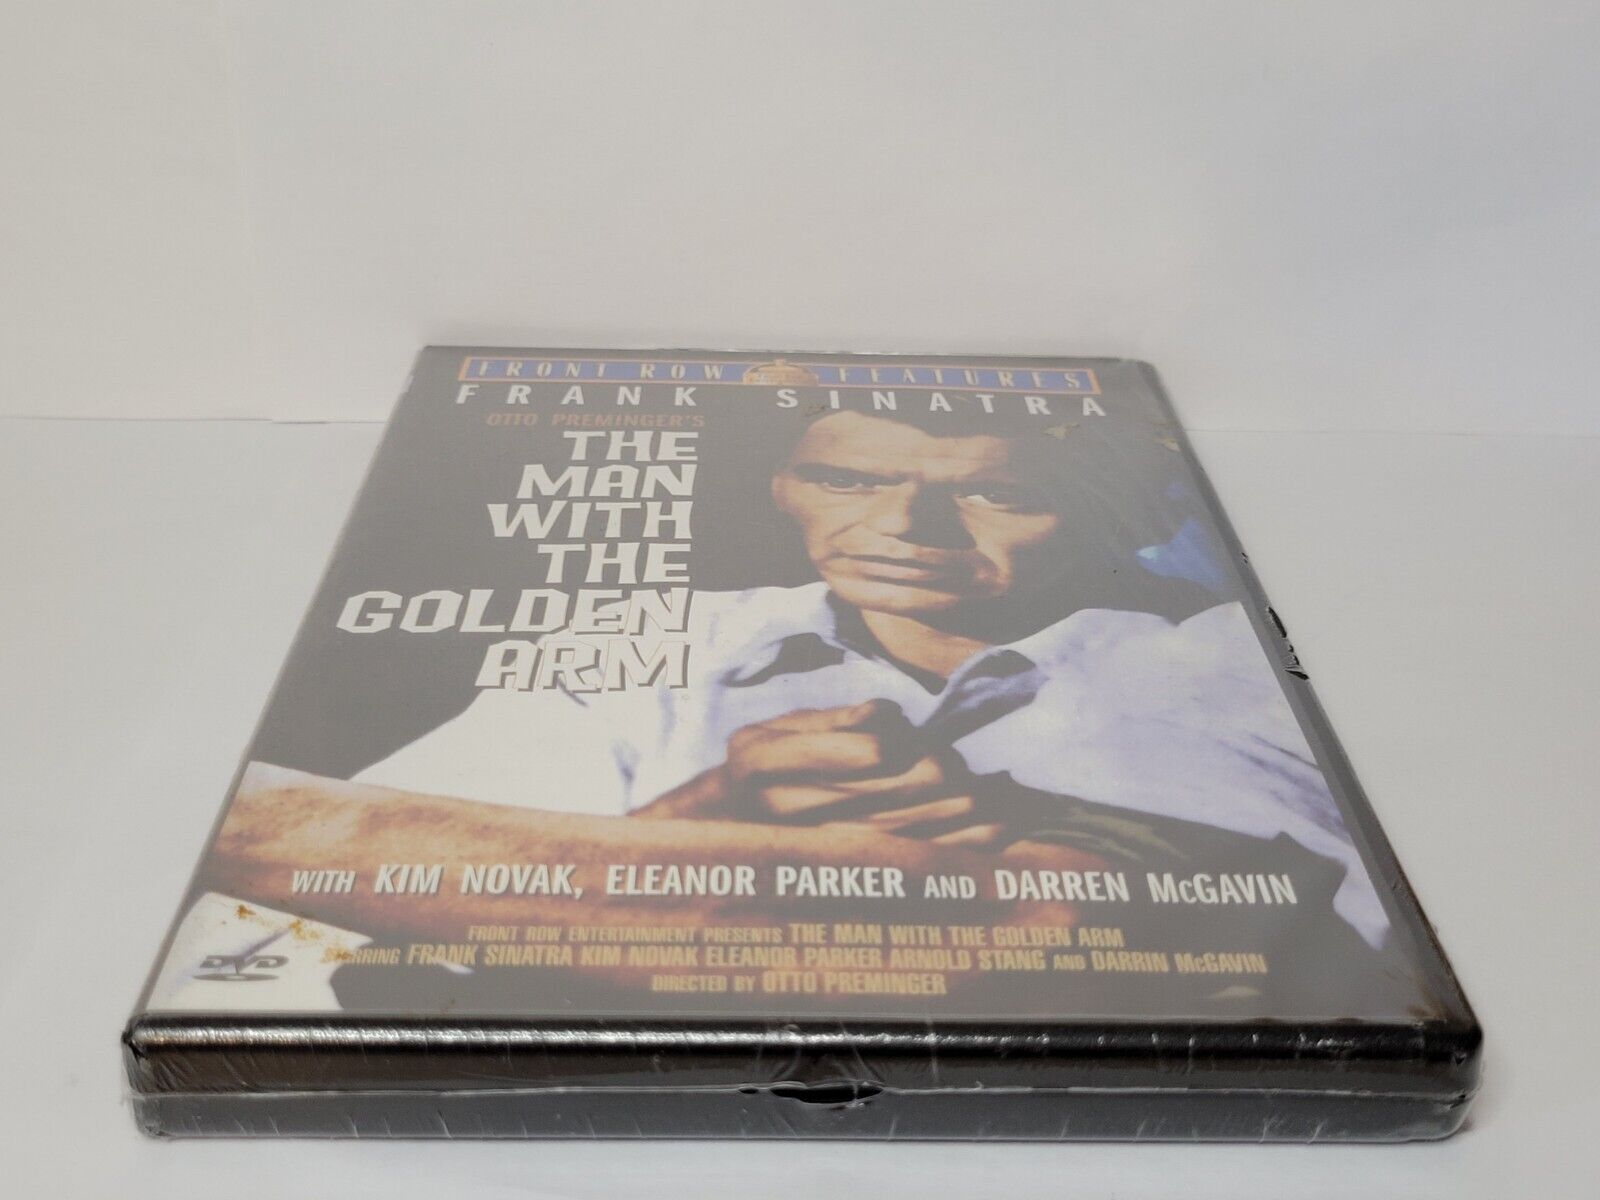 FRONT ROW FEATURES
FRANK SINATRA
OTTO PREMINGER'S
THE
MAN
WITH
THE
GOLDEN
ARM
WITH KIM NOVAK, ELEANOR PARKER AND DARREN McGAVIN
FRONT ROW ENTERTAINMENT PRESENTS THE MAN WITH THE GOLDEN ARM
STARRING FRANK SINATRA KIM NOVAK ELEANOR PARKER ARNOLD STANG AND DARRIN McGAVIN
DIRECTED BY OTTO PREMINGER
DVD